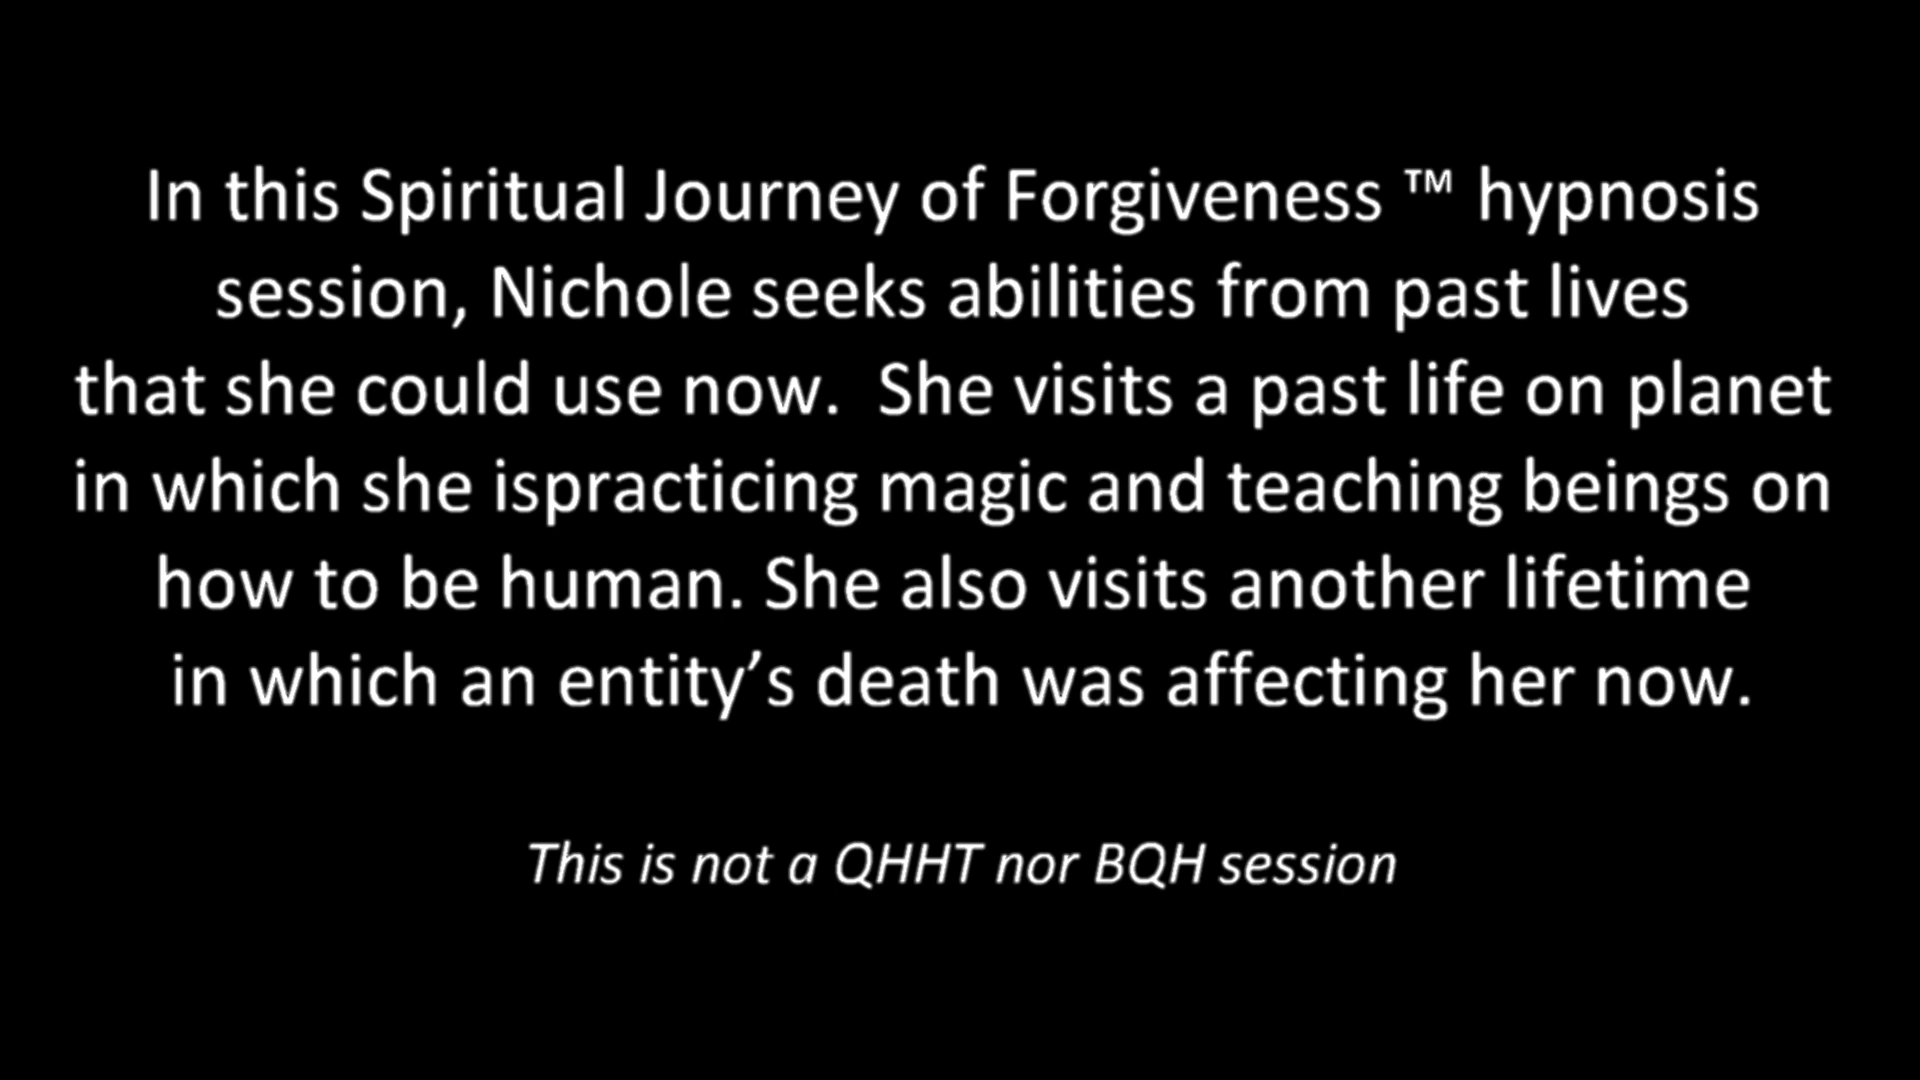 In this Spiritual Journey of Forgiveness ™ hypnosis
session, Nichole seeks abilities from past lives
that she could use now.  She visits a past life on planet
in which she ispracticing magic and teaching beings on
how to be human. She also visits another lifetime
in which an entity’s death was affecting her now.
This is not a QHHT nor BQH session